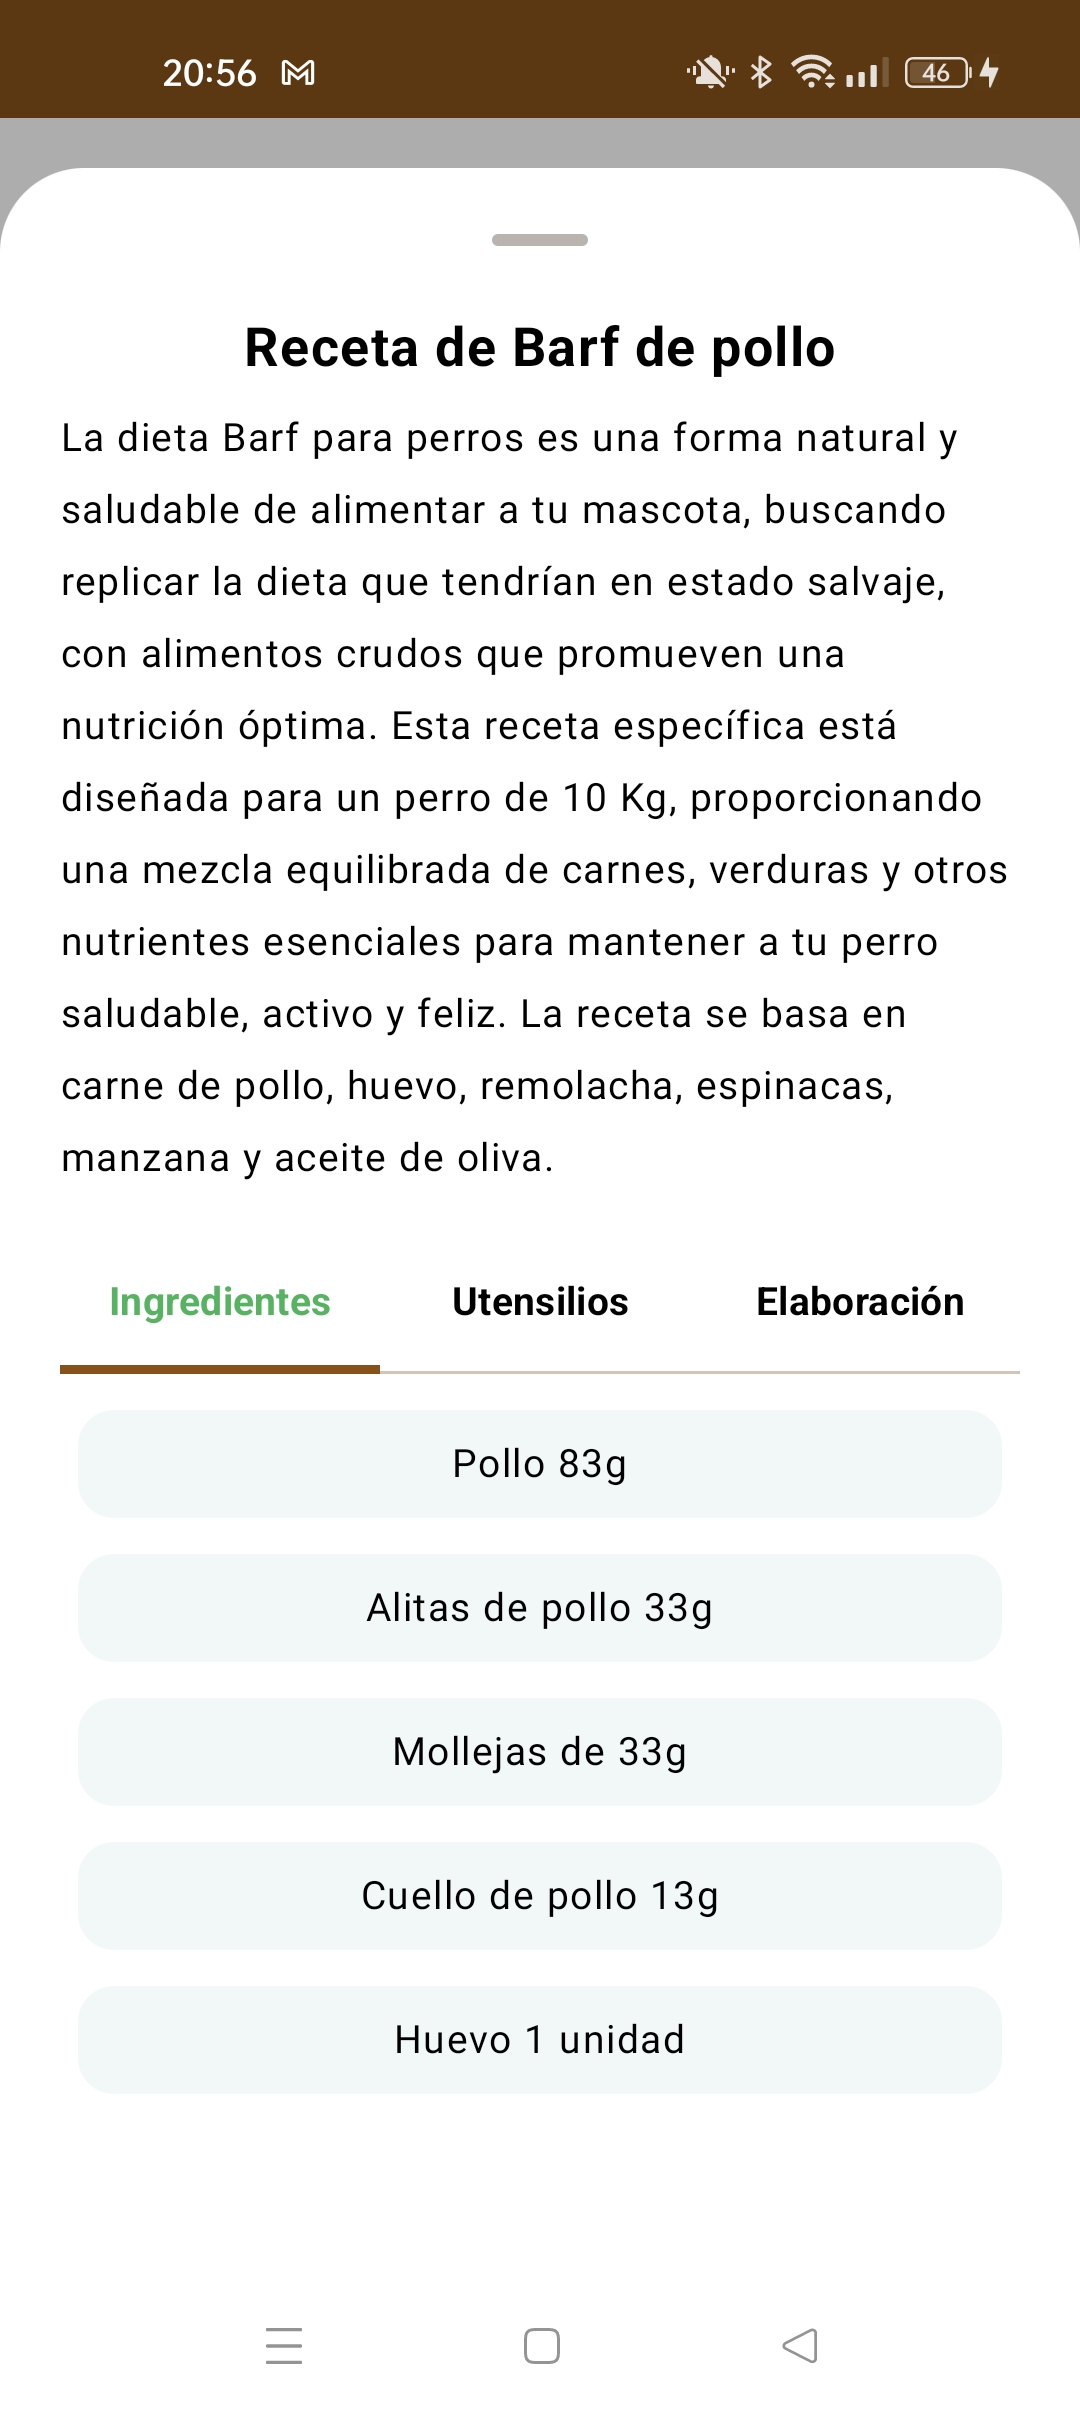 20:56
46
Receta de Barf de pollo
La dieta Barf para perros es una forma natural y
saludable de alimentar a tu mascota, buscando
replicar la dieta que tendrían en estado salvaje,
con alimentos crudos que promueven una
nutrición óptima. Esta receta específica está
diseñada para un perro de 10 Kg, proporcionando
una mezcla equilibrada de carnes, verduras y otros
nutrientes esenciales para mantener a tu perro
saludable, activo y feliz. La receta se basa en
carne de pollo, huevo, remolacha, espinacas,
manzana y aceite de oliva.
Ingredientes Utensilios Elaboración
Pollo 83g
Alitas de pollo 33g
Mollejas de 33g
Cuello de pollo 13g
Huevo 1 unidad